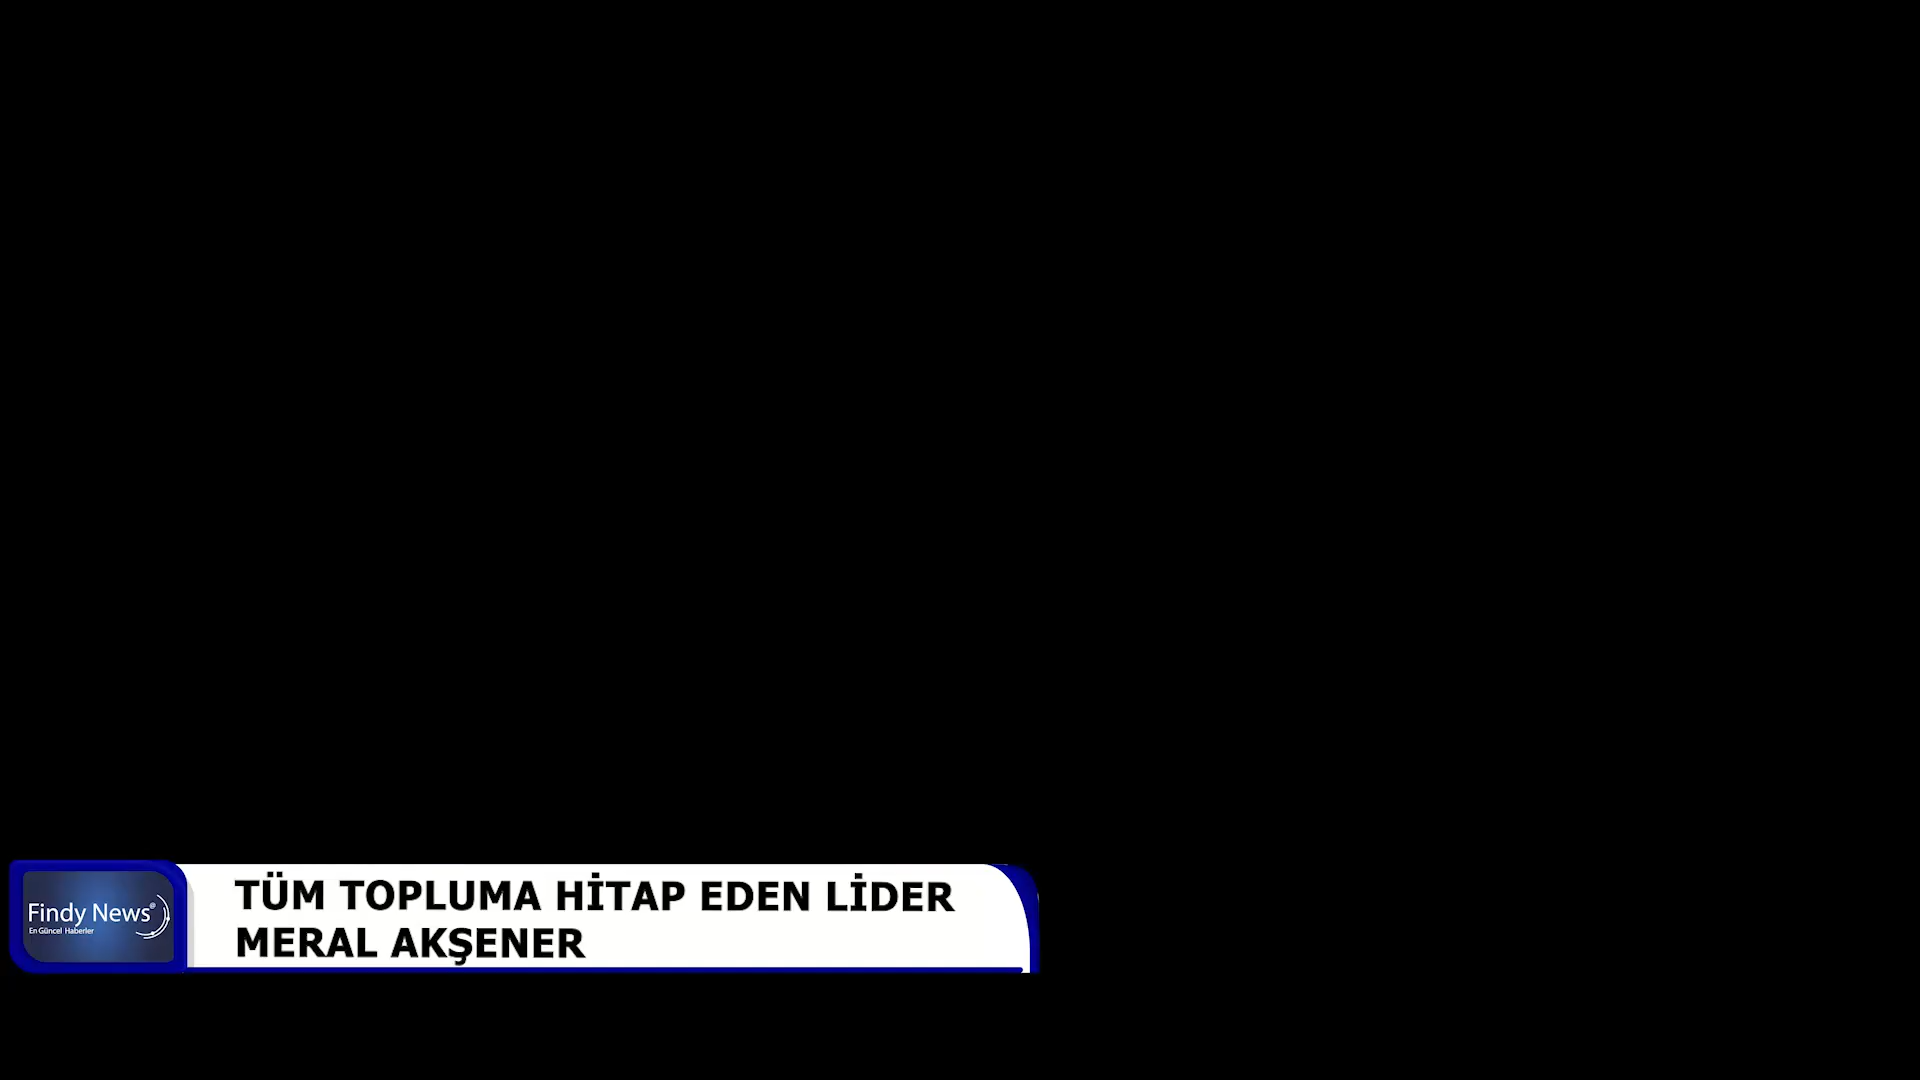 TÜM TOPLUMA HİTAP EDEN LİDER
MERAL AKŞENER
Findy News®
En Güncel Haberler